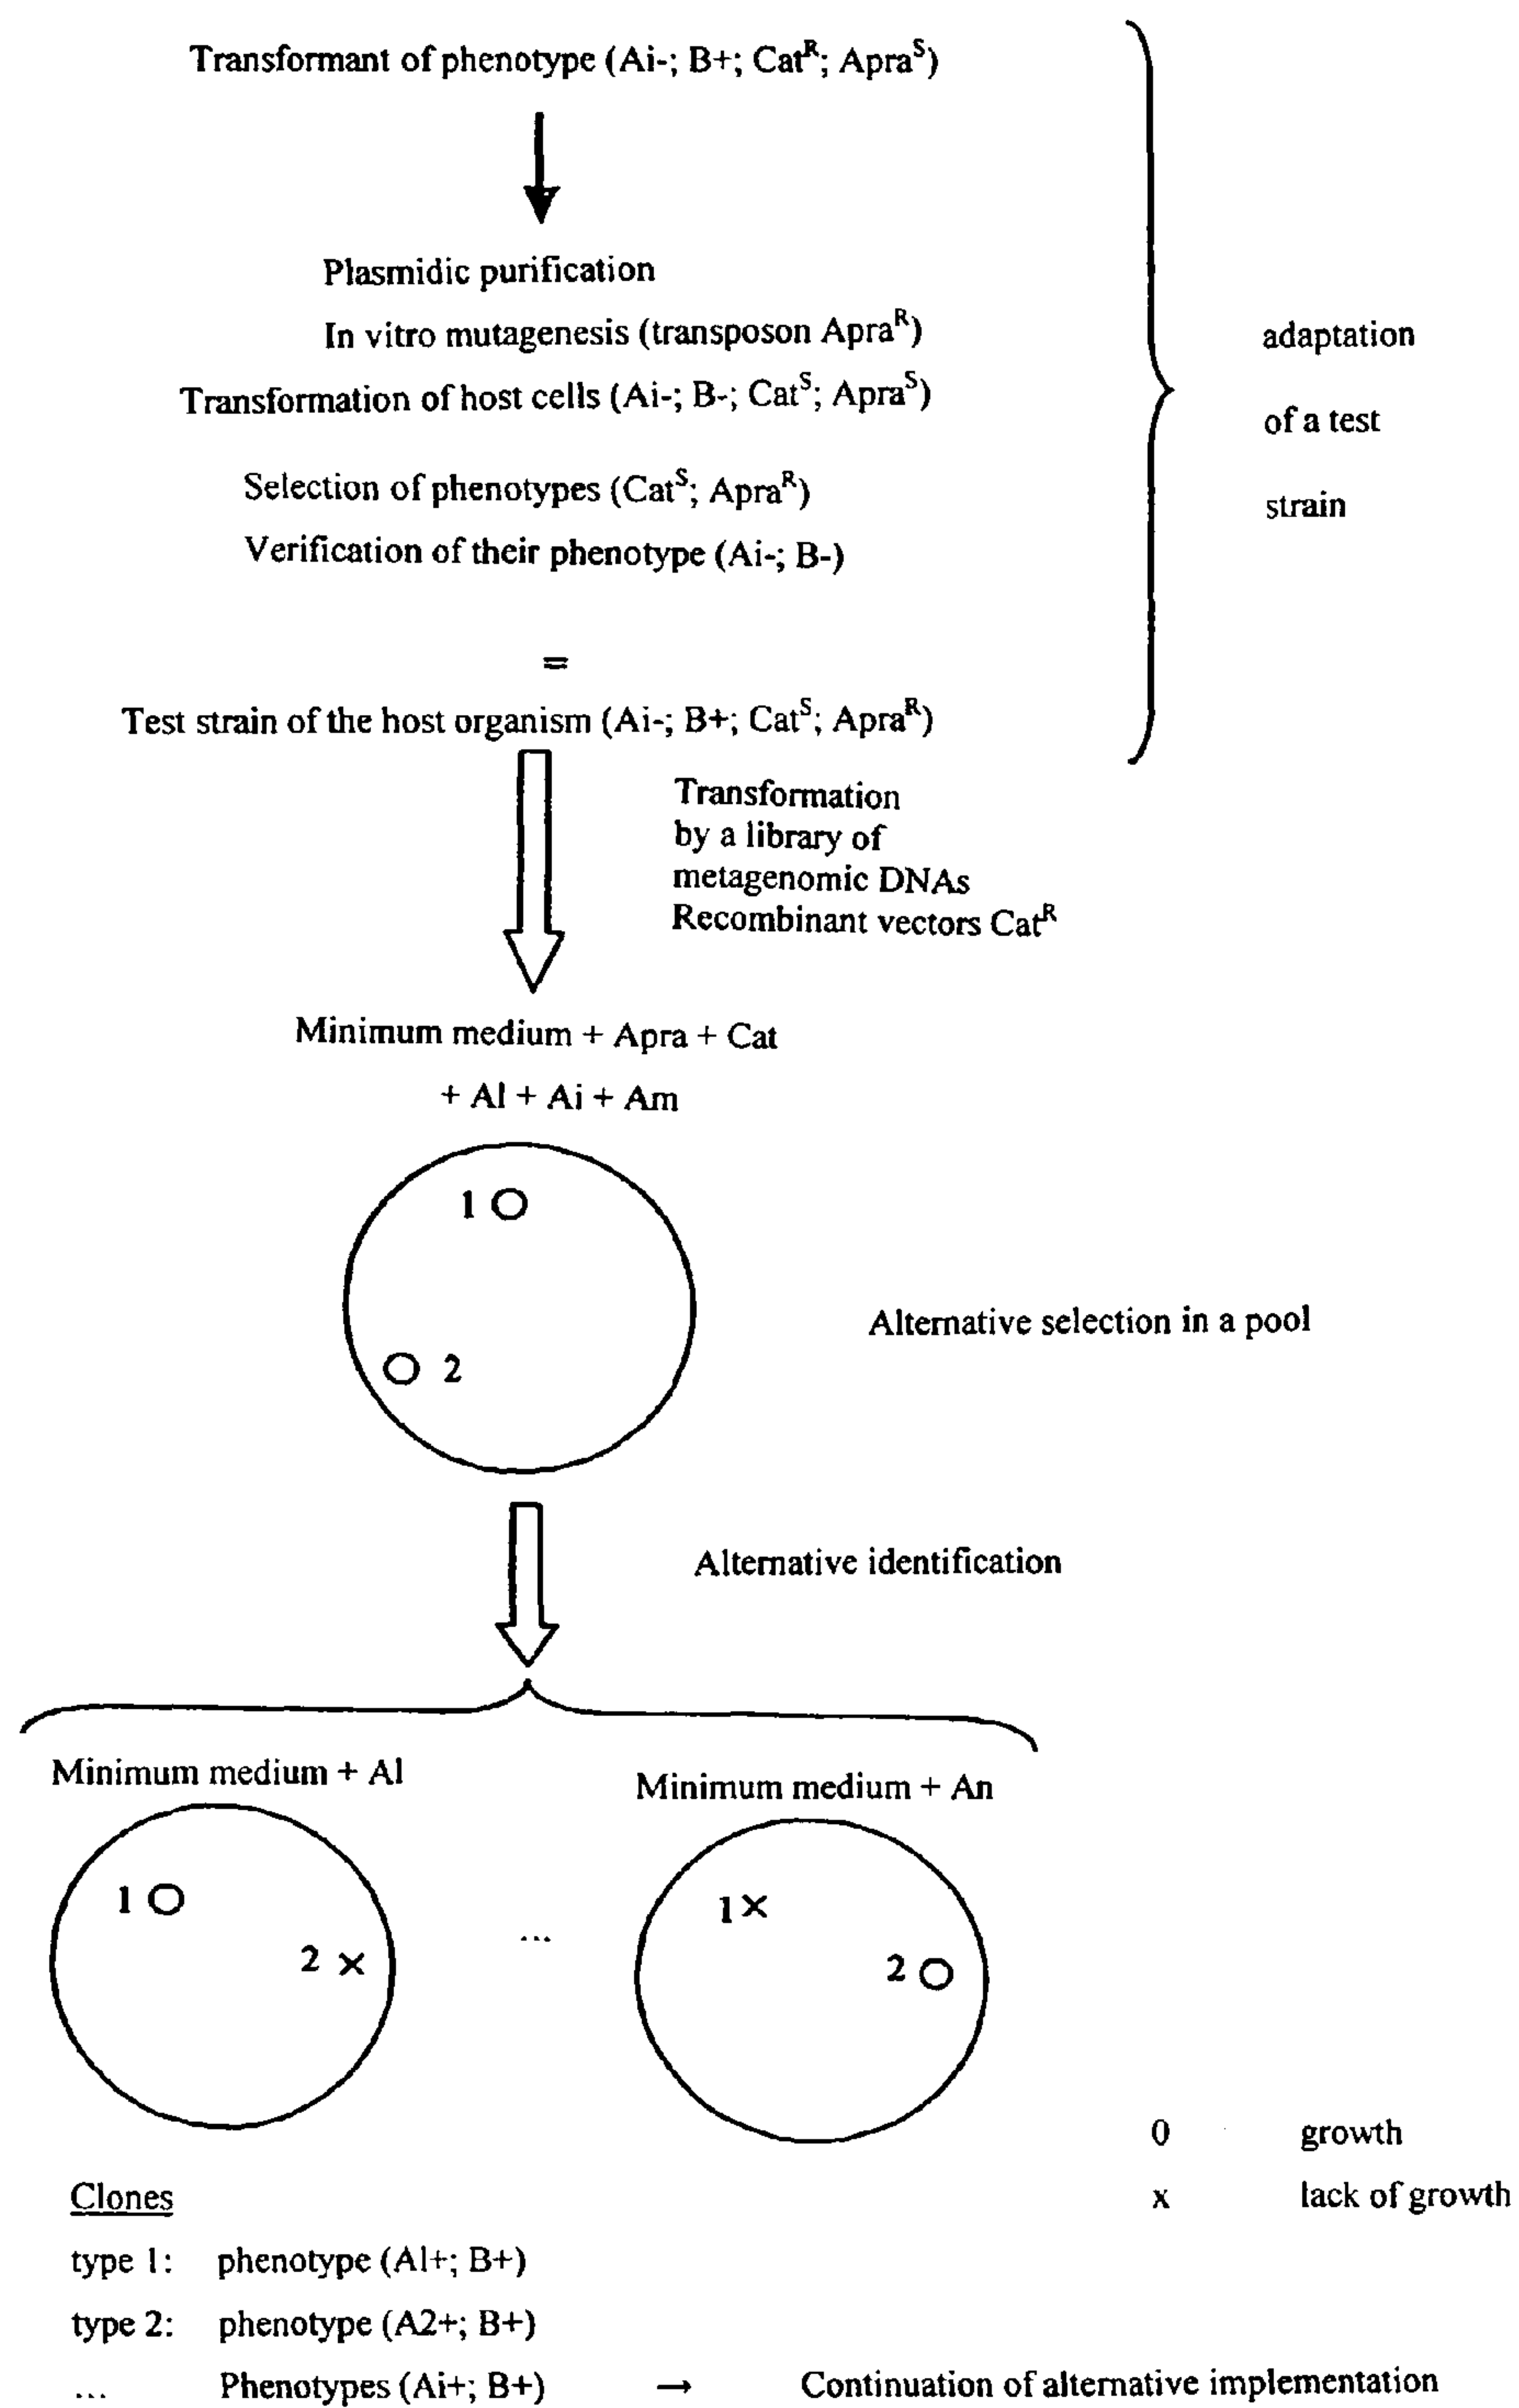 Transformant of phenotype (Ai-; B+; Cat^R; Apra^S)
Plasmidic purification
In vitro mutagenesis (transposon Apra^R)
Transformation of host cells (Ai-; B-; Cat^S; Apra^S)
Selection of phenotypes (Cat^S; Apra^R)
Verification of their phenotype (Ai-; B-)
=
Test strain of the host organism (Ai-; B+; Cat^S; Apra^R)
adaptation
of a test
strain
Transformation
by a library of
metagenomic DNAs
Recombinant vectors Cat^R
Minimum medium + Apra + Cat
+ Al + Ai + Am
1
2
Alternative selection in a pool
Alternative identification
Minimum medium + Al
1
2 x
...
Minimum medium + An
1 x
2
0 growth
x lack of growth
Clones
type 1: phenotype (Al+; B+)
type 2: phenotype (A2+; B+)
... Phenotypes (Ai+; B+) → Continuation of alternative implementation